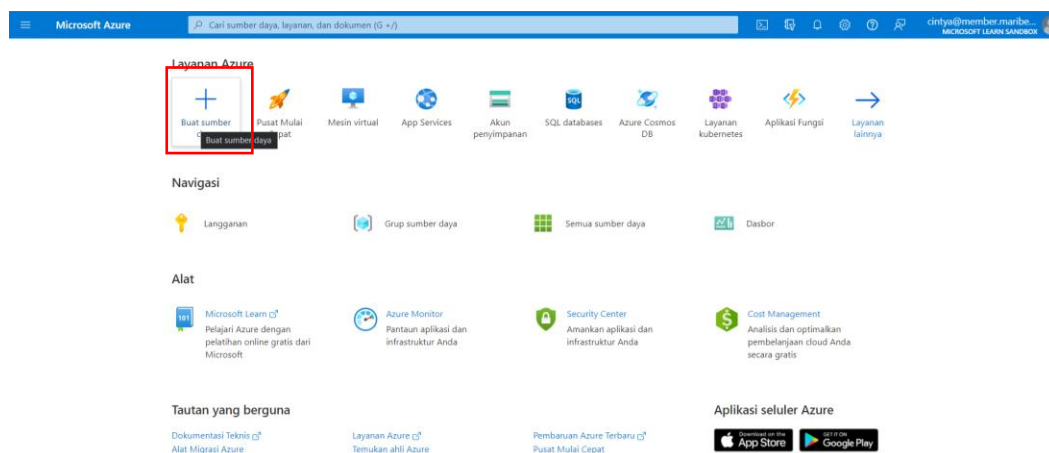 Microsoft Azure
Cari sumber daya, layanan, dan dokumen (G +/)
cintya@member.maribe...
MICROSOFT LEARN SANDBOX
Layanan Azure
Buat sumber
Buat sumber daya
Pusat Mulai
Mesin virtual
App Services
Akun
penyimpanan
SQL databases
Azure Cosmos
DB
Layanan
kubernetes
Aplikasi Fungsi
Layanan
lainnya
Navigasi
Langganan
Grup sumber daya
Semua sumber daya
Dasbor
Alat
Microsoft Learn
Pelajari Azure dengan
pelatihan online gratis dari
Microsoft
Azure Monitor
Pantaun aplikasi dan
infrastruktur Anda
Security Center
Amankan aplikasi dan
infrastruktur Anda
Cost Management
Analisis dan optimalkan
pembelanjaan cloud Anda
secara gratis
Tautan yang berguna
Dokumentasi Teknis
Alat Migrasi Azure
Layanan Azure
Temukan ahli Azure
Pembaruan Azure Terbaru
Pusat Mulai Cepat
Aplikasi seluler Azure
Download on the
App Store
GET IT ON
Google Play